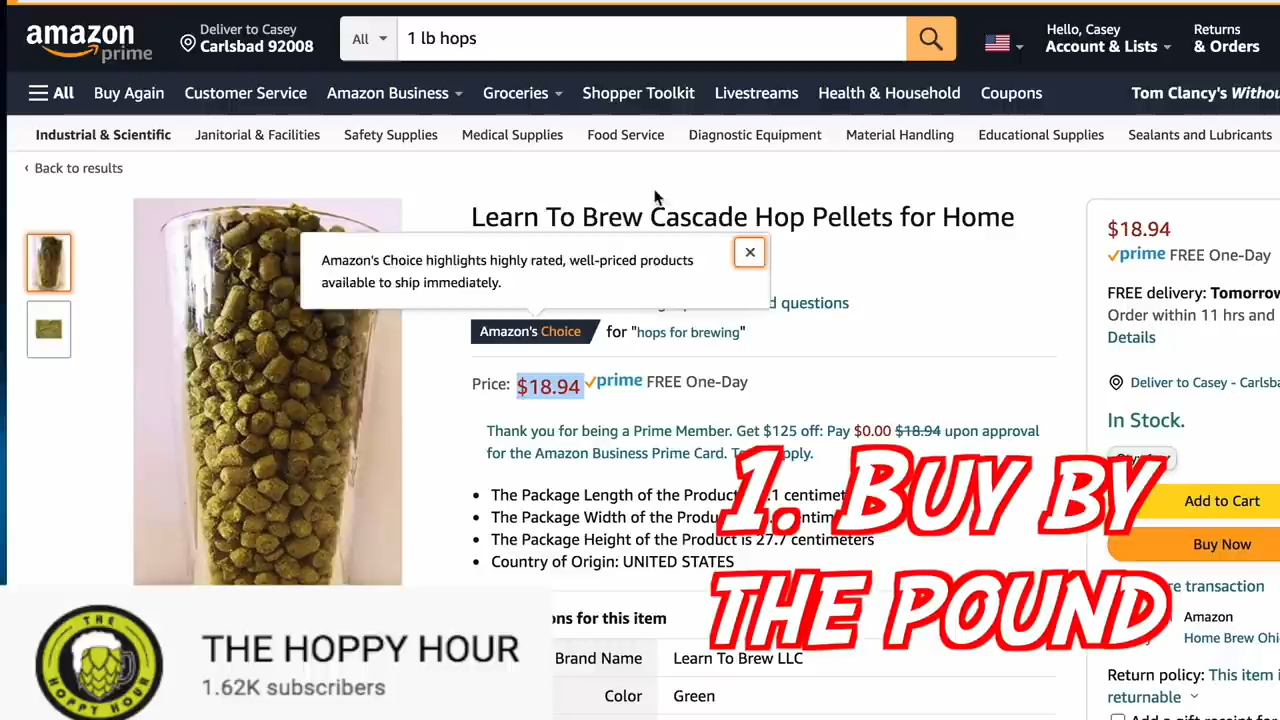 amazon
prime
Deliver to Casey
Carlsbad 92008
All
1 lb hops
Hello, Casey
Account & Lists
Returns
& Orders
All
Buy Again
Customer Service
Amazon Business
Groceries
Shopper Toolkit
Livestreams
Health & Household
Coupons
Tom Clancy's
Industrial & Scientific
Janitorial & Facilities
Safety Supplies
Medical Supplies
Food Service
Diagnostic Equipment
Material Handling
Educational Supplies
Sealants and Lubricants
‹ Back to results
Learn To Brew Cascade Hop Pellets for Home
Amazon's Choice highlights highly rated, well-priced products
available to ship immediately.
questions
Amazon's Choice for "hops for brewing"
Price: $18.94 prime FREE One-Day
Thank you for being a Prime Member. Get $125 off: Pay $0.00 $18.94 upon approval
for the Amazon Business Prime Card.
The Package Length of the Product
The Package Width of the
The Package Height of the Product is 27.7 centimeters
Country of Origin: UNITED STATES
for this item
Brand Name Learn To Brew LLC
Color Green
$18.94
prime FREE One-Day
FREE delivery:
Order within 11 hrs and
Details
Deliver to Casey -
In Stock.
Add to Cart
Buy Now
transaction
Amazon
Home Brew
Return policy: This item
returnable
1. BUY BY
THE POUND
THE
HOPPY HOUR
THE HOPPY HOUR
1.62K subscribers